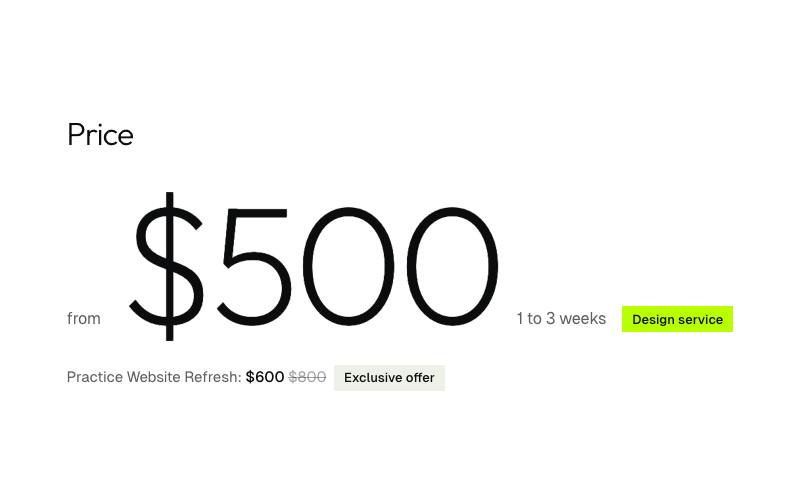 Price
from $500 1 to 3 weeks Design service
Practice Website Refresh: $600 $800 Exclusive offer